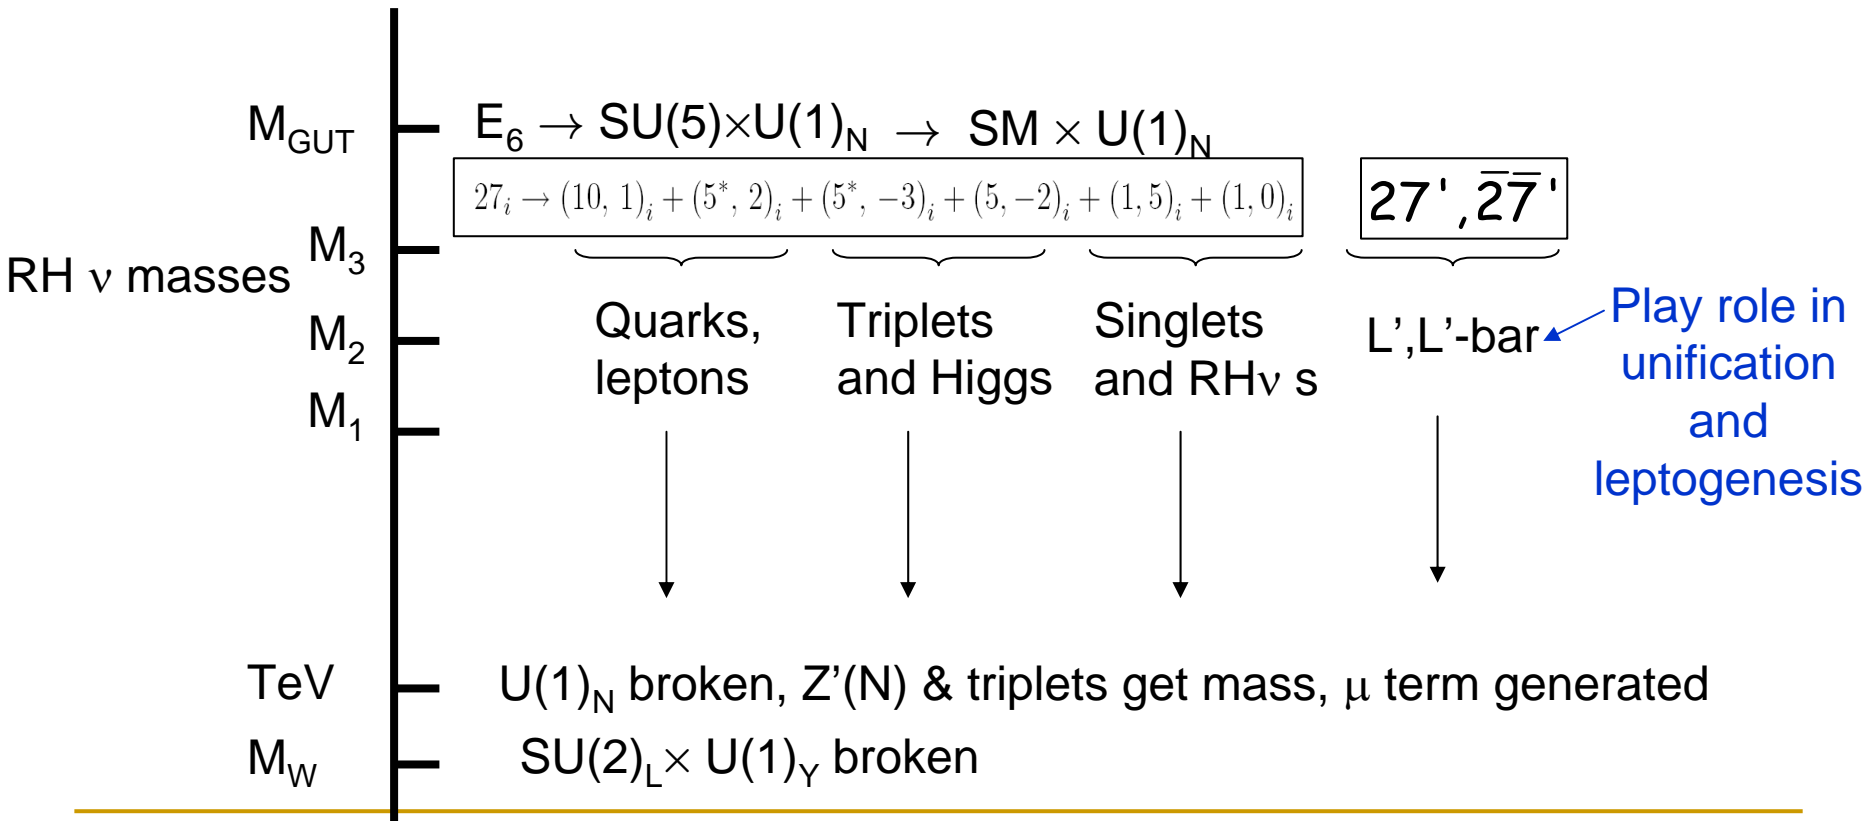 M_GUT E₆ → SU(5)×U(1)_N → SM × U(1)_N
27_i → (10, 1)_i + (5*, 2)_i + (5*, −3)_i + (5, −2)_i + (1, 5)_i + (1, 0)_i
27', 2̅7̅'
RH ν masses
M₃
M₂
M₁
Quarks,
leptons
Triplets
and Higgs
Singlets
and RHν s
L',L'-bar
Play role in
unification
and
leptogenesis
TeV U(1)_N broken, Z'(N) & triplets get mass, μ term generated
M_W SU(2)_L× U(1)_Y broken